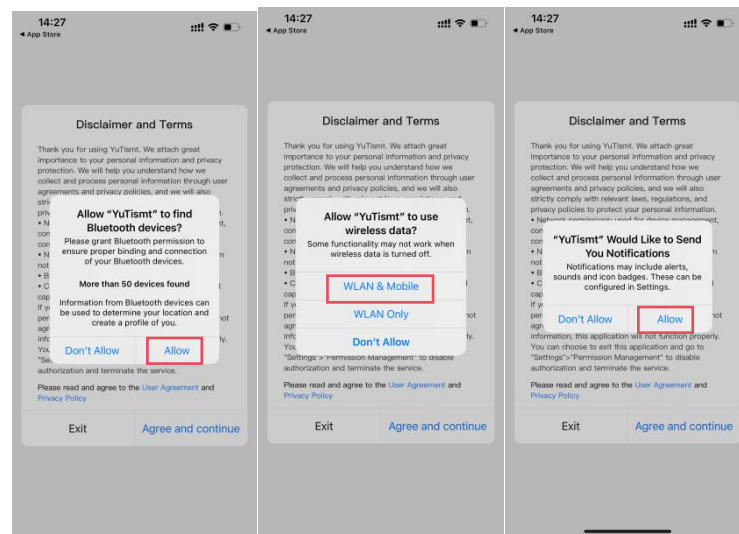 14:27
App Store
Disclaimer and Terms
Thank you for using YuTismt. We attach great
importance to your personal information and privacy
protection. We will help you understand how we
collect and process personal information through user
agreements and privacy policies, and we will also
Allow “YuTismt” to find
Bluetooth devices?
Please grant Bluetooth permission to
ensure proper binding and connection
of your Bluetooth devices.
More than 50 devices found
Information from Bluetooth devices can
be used to determine your location and
create a profile of you.
Don't Allow
Allow
authorization and terminate the service.
Please read and agree to the User Agreement and
Privacy Policy
Exit
Agree and continue
14:27
App Store
Disclaimer and Terms
Thank you for using YuTismt. We attach great
importance to your personal information and privacy
protection. We will help you understand how we
collect and process personal information through user
agreements and privacy policies, and we will also
Allow “YuTismt” to use
wireless data?
Some functionality may not work when
wireless data is turned off.
WLAN & Mobile
WLAN Only
Don't Allow
"Settings">"Permission Management" to disable
authorization and terminate the service.
Please read and agree to the User Agreement and
Privacy Policy
Exit
Agree and continue
14:27
App Store
Disclaimer and Terms
Thank you for using YuTismt. We attach great
importance to your personal information and privacy
protection. We will help you understand how we
collect and process personal information through user
agreements and privacy policies, and we will also
strictly comply with relevant laws, regulations, and
privacy policies to protect your personal information.
• Network permissions: used for device management,
“YuTismt” Would Like to Send
You Notifications
Notifications may include alerts,
sounds and icon badges. These can be
configured in Settings.
Don't Allow
Allow
information, this application will not function properly.
You can choose to exit this application and go to
"Settings">"Permission Management" to disable
authorization and terminate the service.
Please read and agree to the User Agreement and
Privacy Policy
Exit
Agree and continue